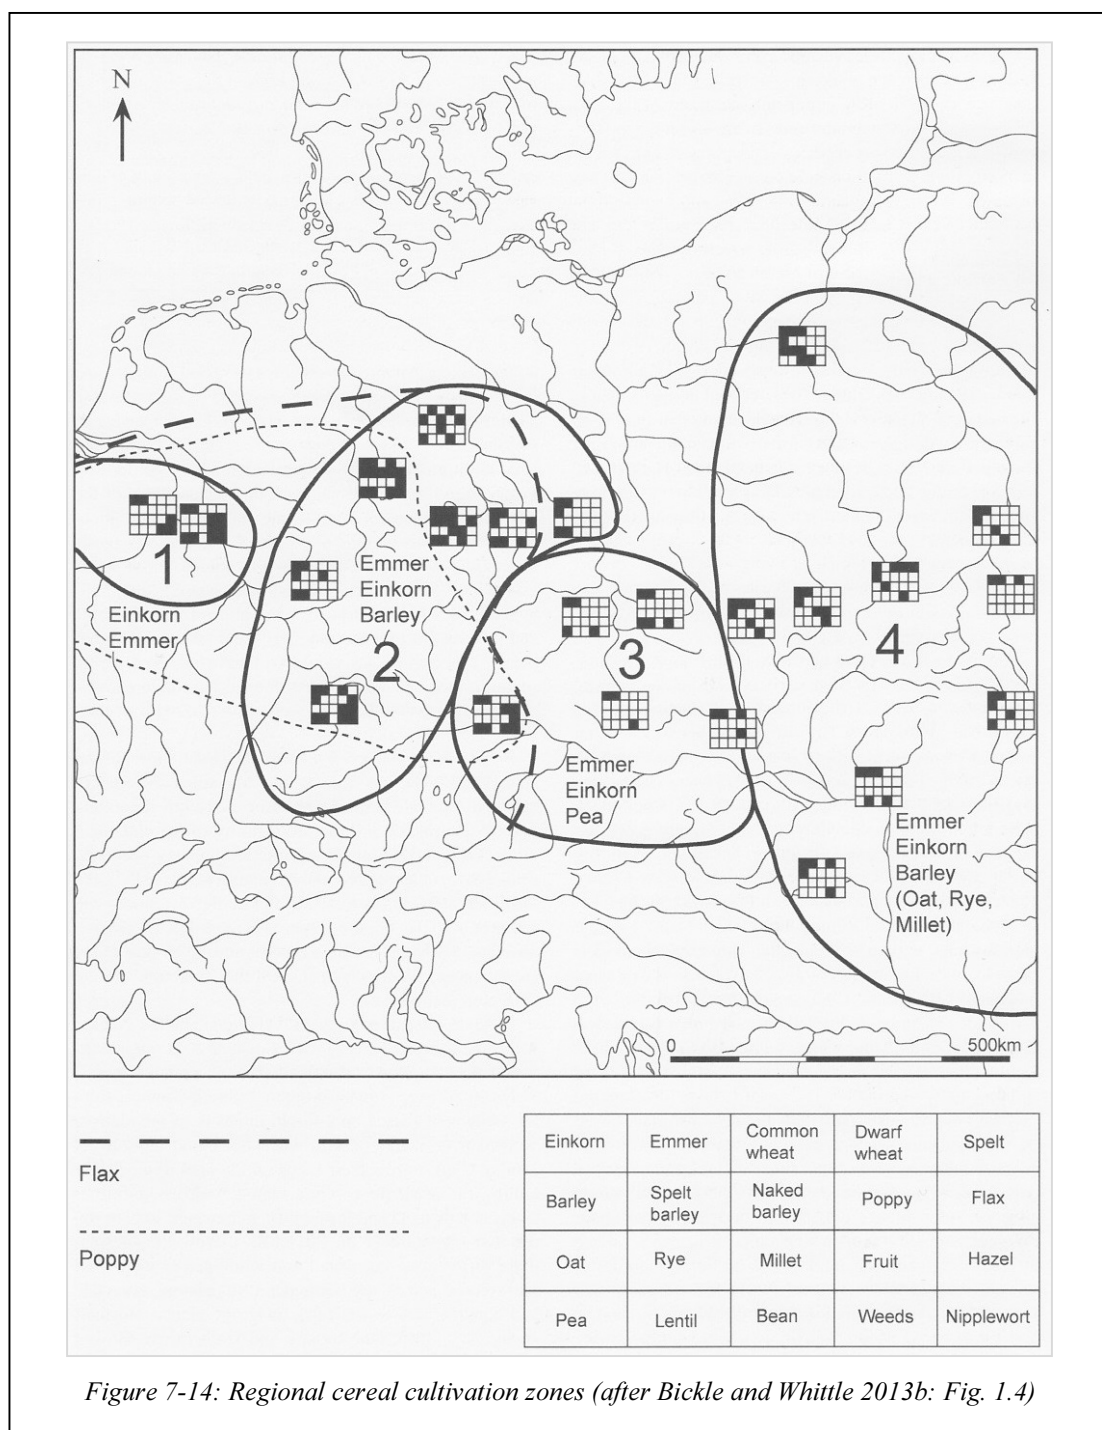 N
1
Einkorn
Emmer
Emmer
Einkorn
Barley
2
3
Emmer
Einkorn
Pea
4
Emmer
Einkorn
Barley
(Oat, Rye,
Millet)
0 500km
Flax
Poppy
Einkorn Emmer Common wheat Dwarf wheat Spelt
Barley Spelt barley Naked barley Poppy Flax
Oat Rye Millet Fruit Hazel
Pea Lentil Bean Weeds Nipplewort
Figure 7-14: Regional cereal cultivation zones (after Bickle and Whittle 2013b: Fig. 1.4)